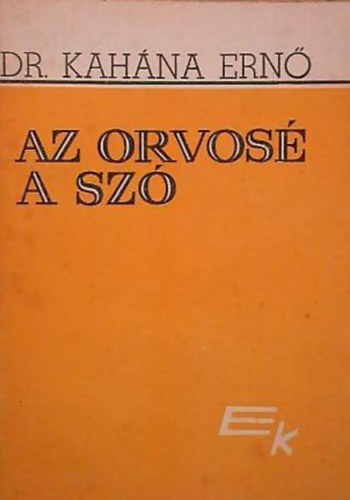 DR. KAHÁNA ERNŐ
AZ ORVOSÉ
A SZÓ
Ek